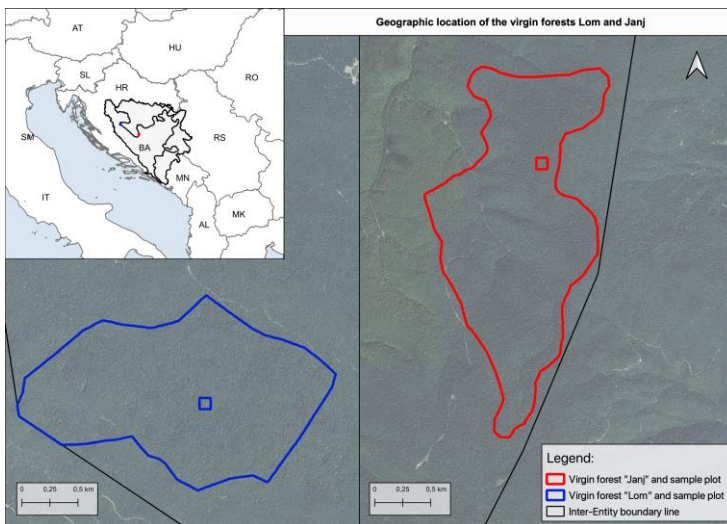 Geographic location of the virgin forests Lom and Janj
AT
HU
SL
RO
HR
SM
BA
RS
IT
MN
AL
MK
0 0,25 0,5 km
0 0,25 0,5 km
Legend:
Virgin forest "Janj" and sample plot
Virgin forest "Lom" and sample plot
Inter-Entity boundary line